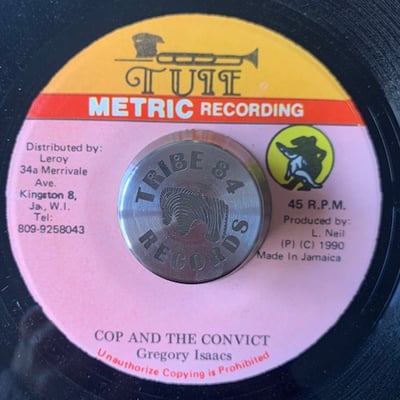 TUIF
METRIC RECORDING
Distributed by:
Leroy
34a Merrivale
Ave.
Kingston 8,
Ja., W.I.
Tel:
809-9258043
TRIBE 84
RECORDS
45 R.P.M.
Produced by:
L. Neil
(P) (C) 1990
Made In Jamaica
COP AND THE CONVICT
Gregory Isaacs
Unauthorize Copying is Prohibited